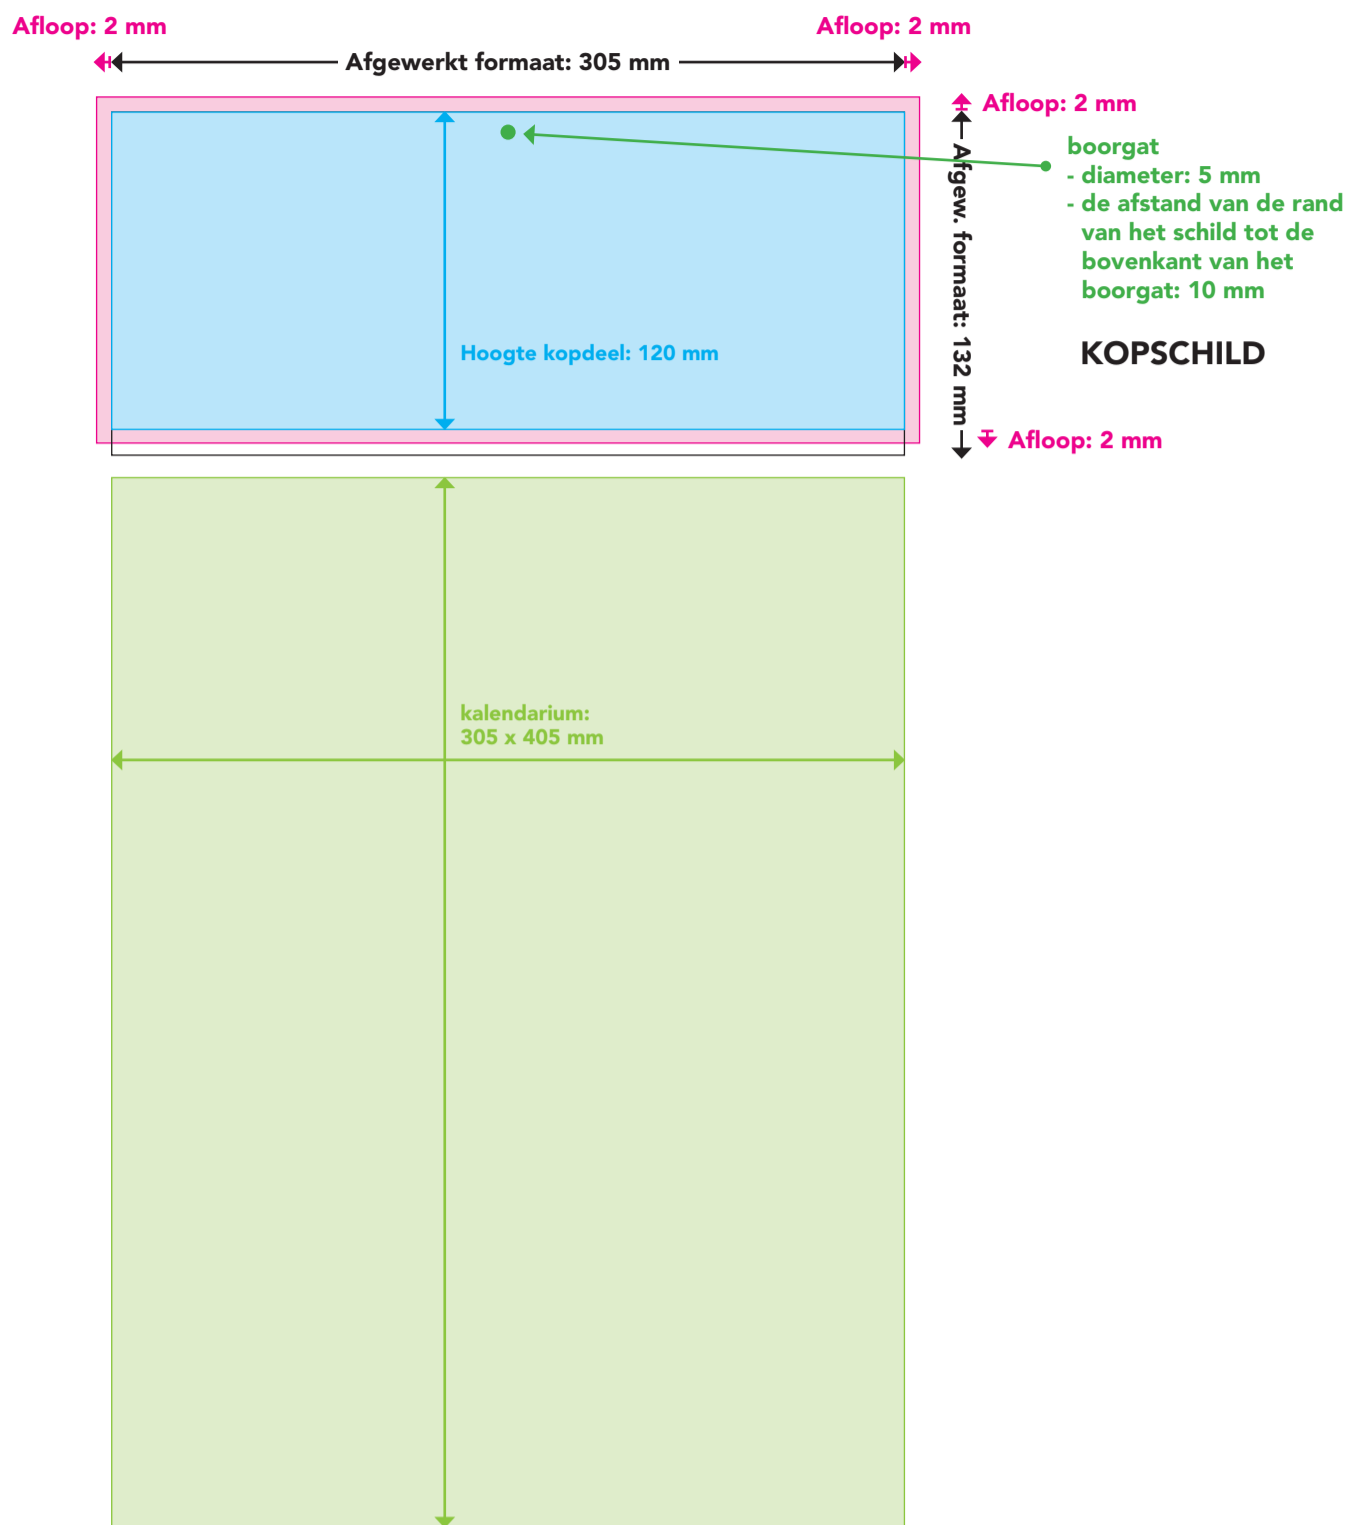 Afloop: 2 mm
Afloop: 2 mm
Afgewerkt formaat: 305 mm
Afloop: 2 mm
Afgew. formaat: 132 mm
boorgat
- diameter: 5 mm
- de afstand van de rand
van het schild tot de
bovenkant van het
boorgat: 10 mm
Hoogte kopdeel: 120 mm
KOPSCHILD
Afloop: 2 mm
kalendarium:
305 x 405 mm